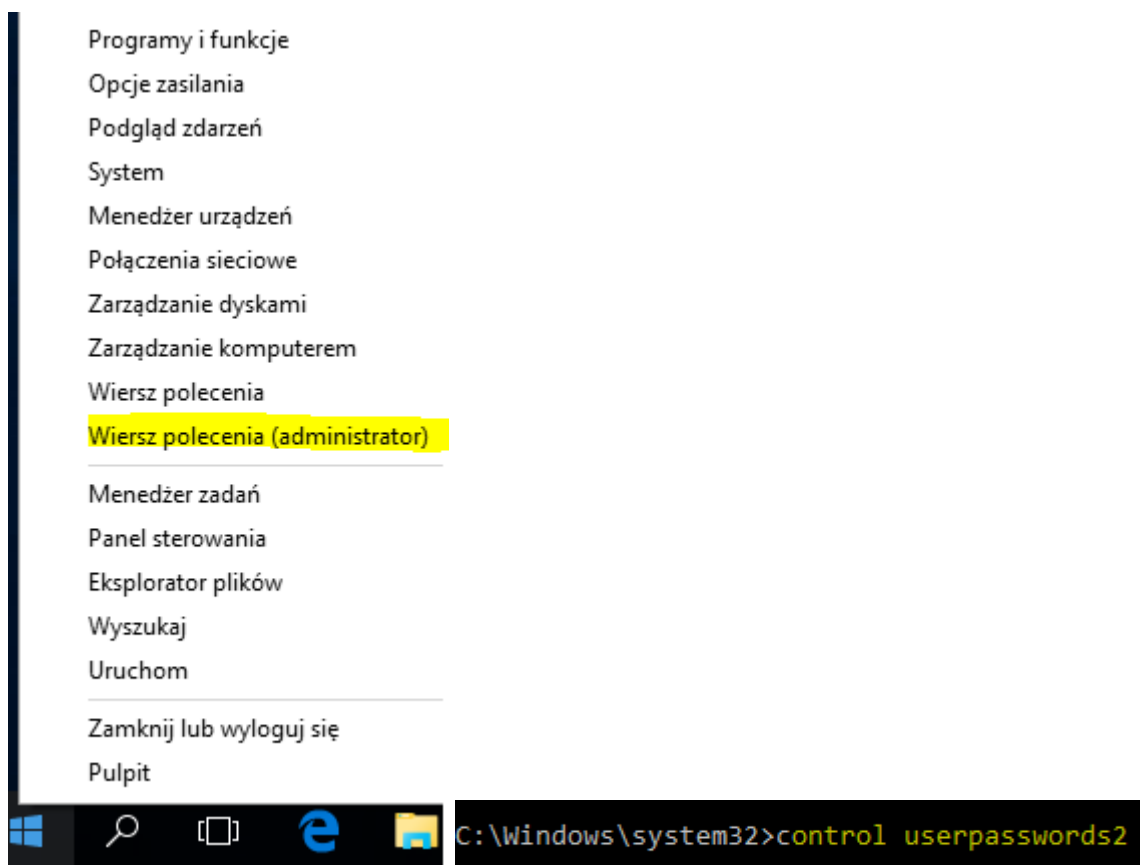 Programy i funkcje
Opcje zasilania
Podgląd zdarzeń
System
Menedżer urządzeń
Połączenia sieciowe
Zarządzanie dyskami
Zarządzanie komputerem
Wiersz polecenia
Wiersz polecenia (administrator)
Menedżer zadań
Panel sterowania
Eksplorator plików
Wyszukaj
Uruchom
Zamknij lub wyloguj się
Pulpit
C:\Windows\system32>control userpasswords2